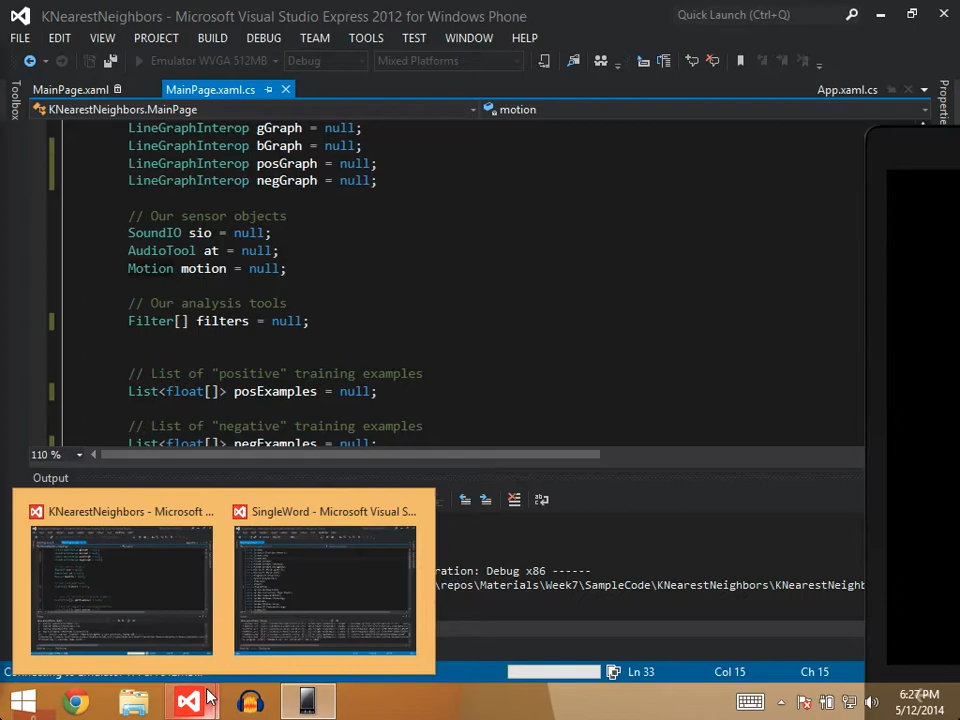 KNearestNeighbors - Microsoft Visual Studio Express 2012 for Windows Phone
Quick Launch (Ctrl+Q)
FILE EDIT VIEW PROJECT BUILD DEBUG TEAM TOOLS TEST WINDOW HELP
Emulator WVGA 512MB Debug Mixed Platforms
Toolbox
MainPage.xaml MainPage.xaml.cs App.xaml.cs
Properties
KNearestNeighbors.MainPage motion
LineGraphInterop gGraph = null;
LineGraphInterop bGraph = null;
LineGraphInterop posGraph = null;
LineGraphInterop negGraph = null;
// Our sensor objects
SoundIO sio = null;
AudioTool at = null;
Motion motion = null;
// Our analysis tools
Filter[] filters = null;
// List of "positive" training examples
List<float[]> posExamples = null;
// List of "negative" training examples
List<float[]> negExamples = null;
110 %
Output
KNearestNeighbors - Microsoft ...
SingleWord - Microsoft Visual S...
ration: Debug x86 ------
repos\Materials\Week7\SampleCode\KNearestNeighbors\KNearestNeighb
Ln 33 Col 15 Ch 15
6:27 PM
5/12/2014